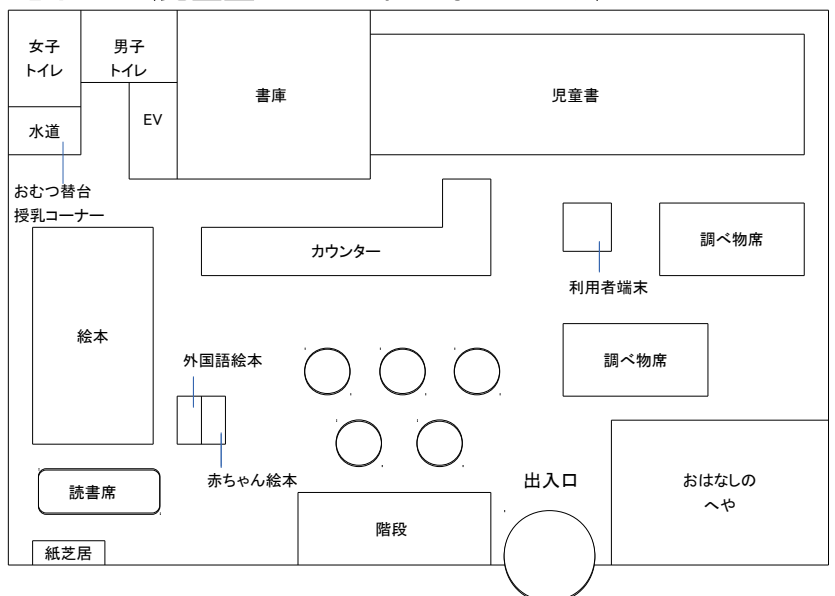 女子
トイレ
男子
トイレ
書庫
児童書
EV
水道
おむつ替台
授乳コーナー
カウンター
調べ物席
利用者端末
絵本
外国語絵本
調べ物席
赤ちゃん絵本
読書席
出入口
おはなしの
へや
階段
紙芝居